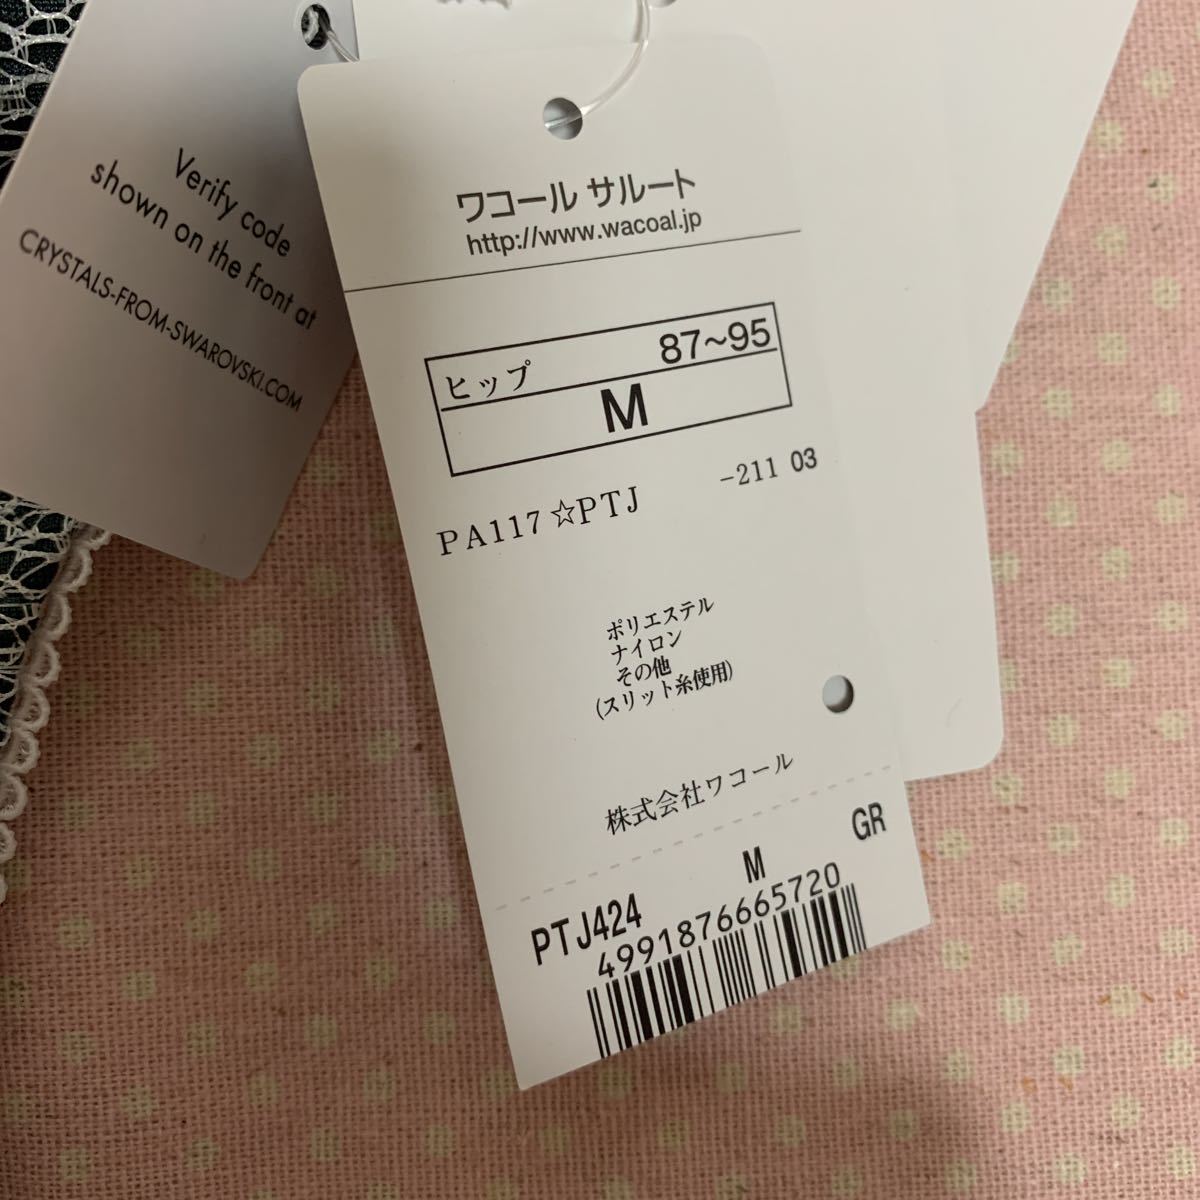 Verify code
shown on the front at
CRYSTALS-FROM-SWAROVSKI.COM
ワコール サルート
http://www.wacoal.jp
ヒップ 87~95
M
PA117☆PTJ -211 03
ポリエステル
ナイロン
その他
(スリット糸使用)
株式会社ワコール
PTJ424 M GR
4991876665720